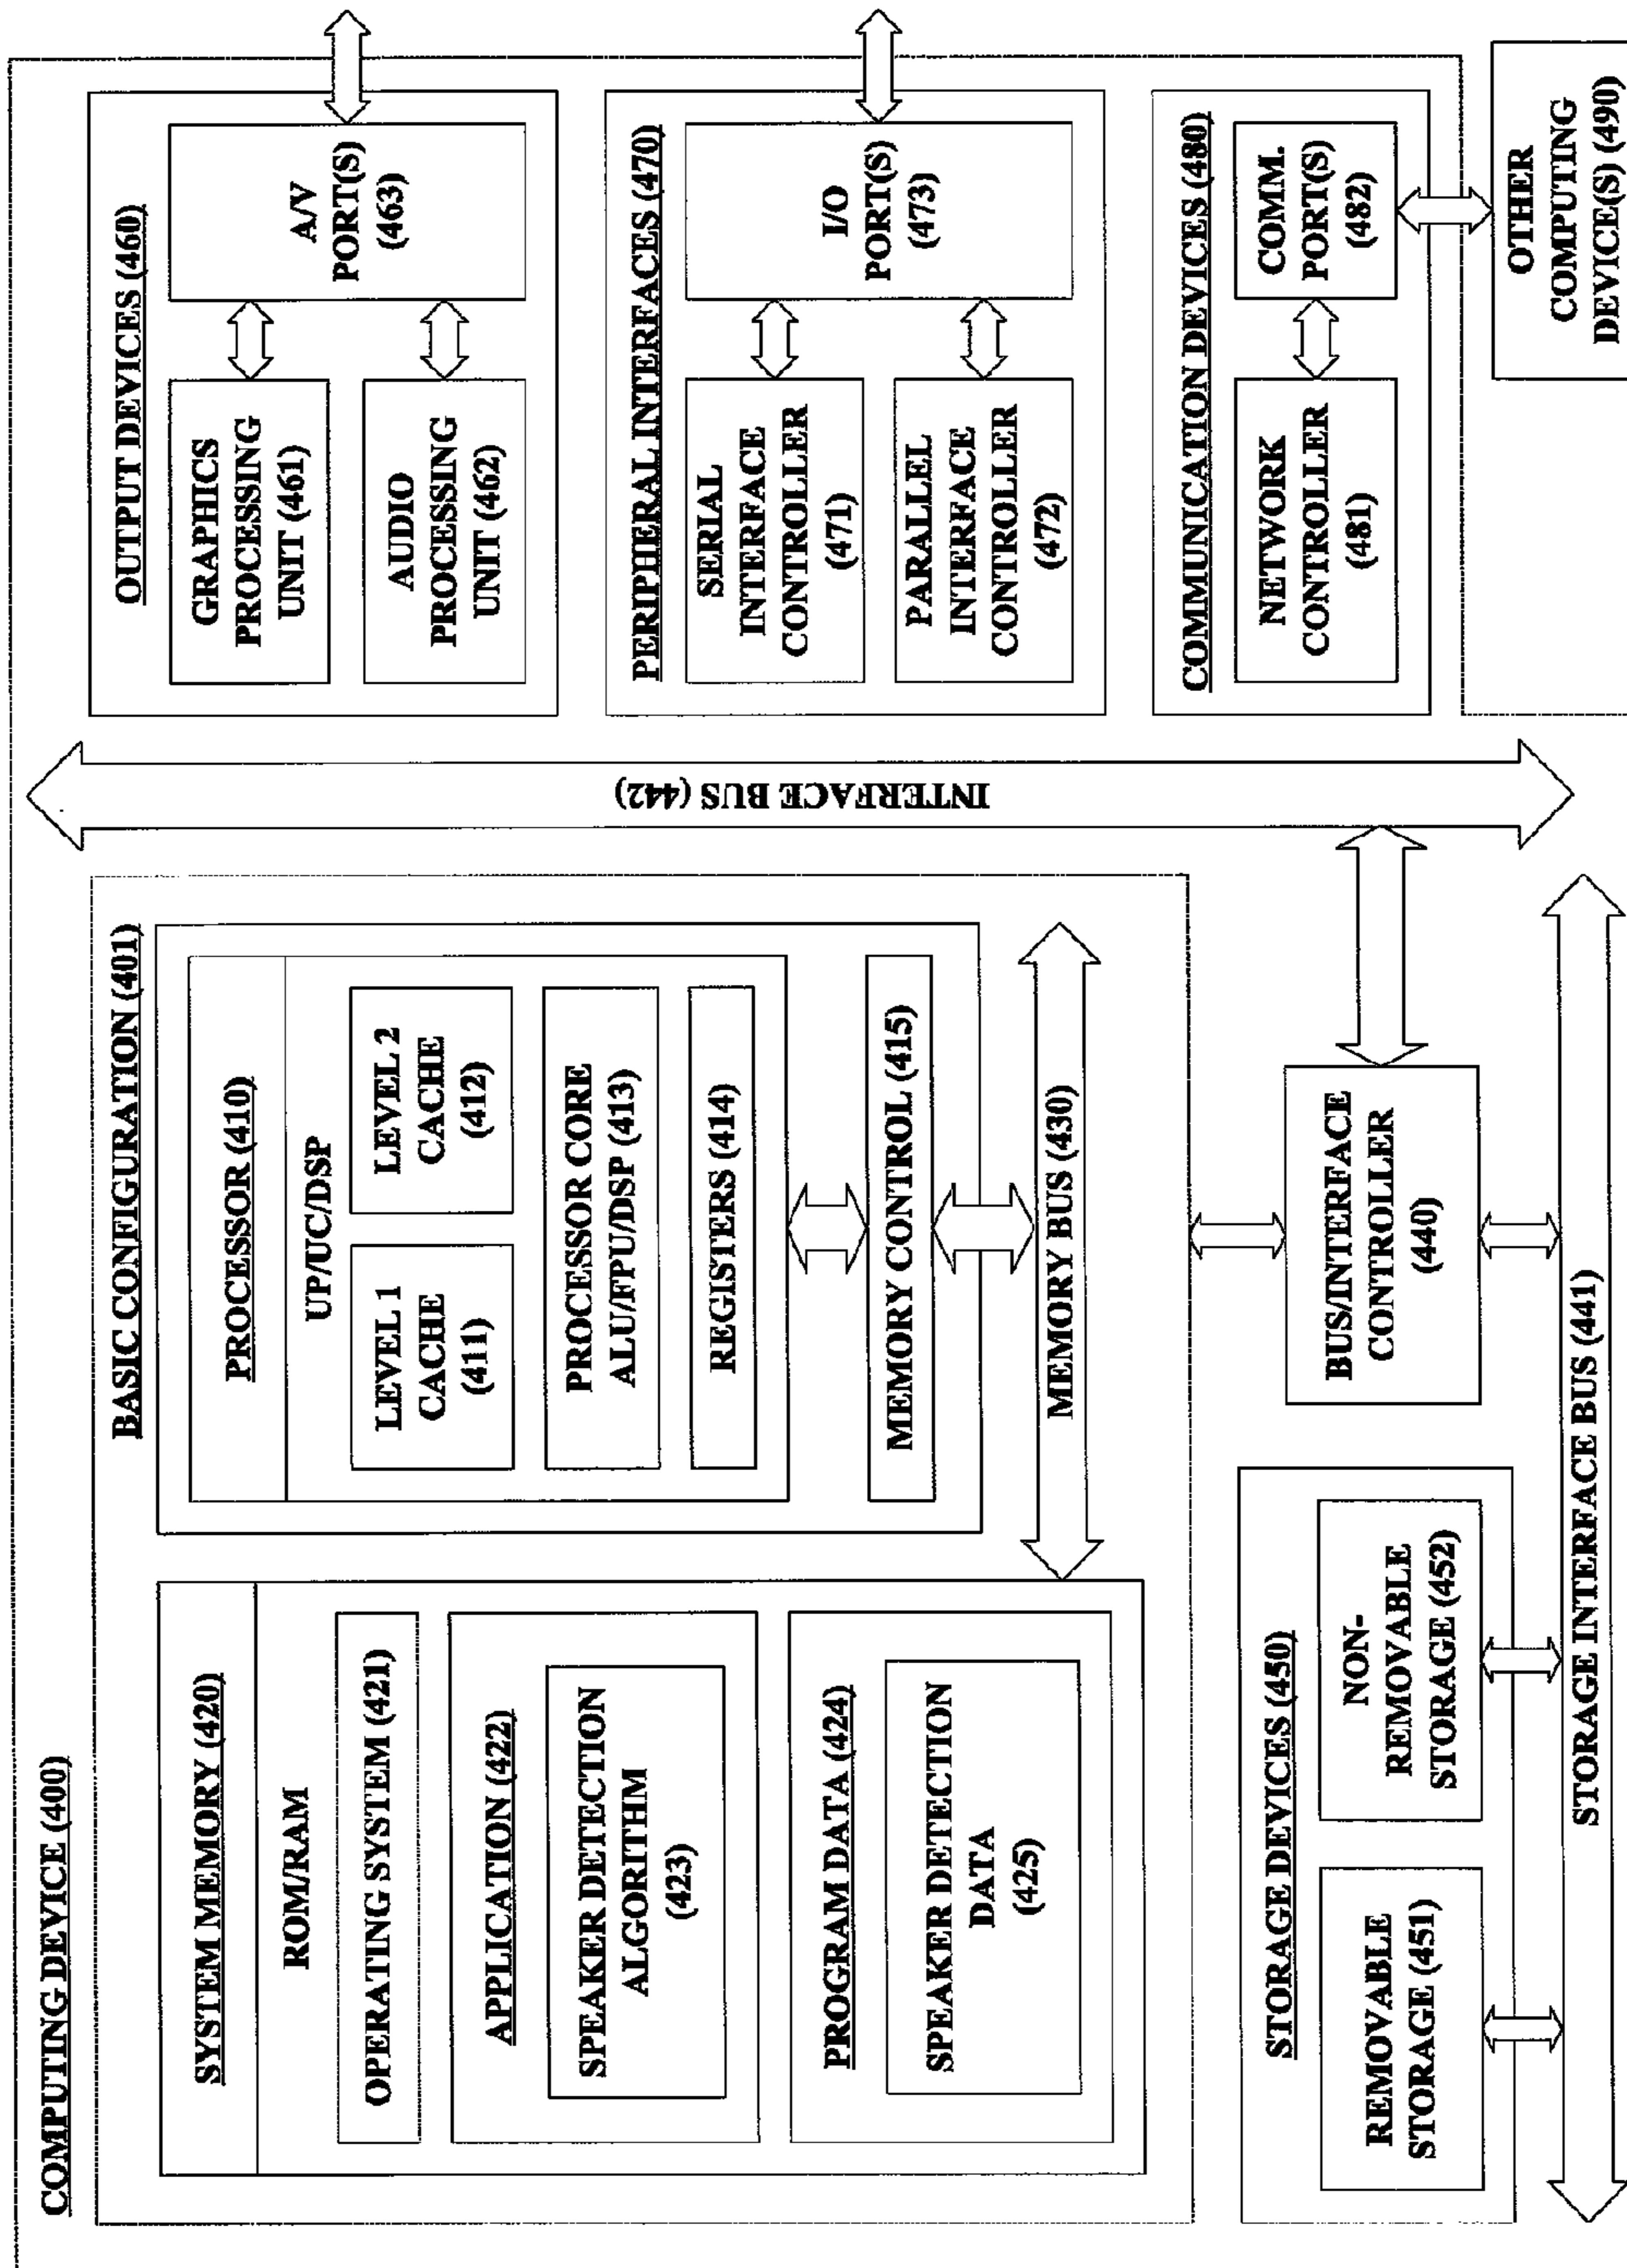 COMPUTING DEVICE (400)
BASIC CONFIGURATION (401)
SYSTEM MEMORY (420)
ROM/RAM
OPERATING SYSTEM (421)
APPLICATION (422)
SPEAKER DETECTION
ALGORITHM
(423)
PROGRAM DATA (424)
SPEAKER DETECTION
DATA
(425)
PROCESSOR (410)
UP/UC/DSP
LEVEL 1
CACHE
(411)
LEVEL 2
CACHE
(412)
PROCESSOR CORE
ALU/FPU/DSP (413)
REGISTERS (414)
MEMORY CONTROL (415)
MEMORY BUS (430)
BUS/INTERFACE
CONTROLLER
(440)
STORAGE DEVICES (450)
REMOVABLE
STORAGE (451)
NON-
REMOVABLE
STORAGE (452)
STORAGE INTERFACE BUS (441)
INTERFACE BUS (442)
OUTPUT DEVICES (460)
GRAPHICS
PROCESSING
UNIT (461)
AUDIO
PROCESSING
UNIT (462)
A/V
PORT(S)
(463)
PERIPHERAL INTERFACES (470)
SERIAL
INTERFACE
CONTROLLER
(471)
PARALLEL
INTERFACE
CONTROLLER
(472)
I/O
PORT(S)
(473)
COMMUNICATION DEVICES (480)
NETWORK
CONTROLLER
(481)
COMM.
PORT(S)
(482)
OTHER
COMPUTING
DEVICE(S) (490)